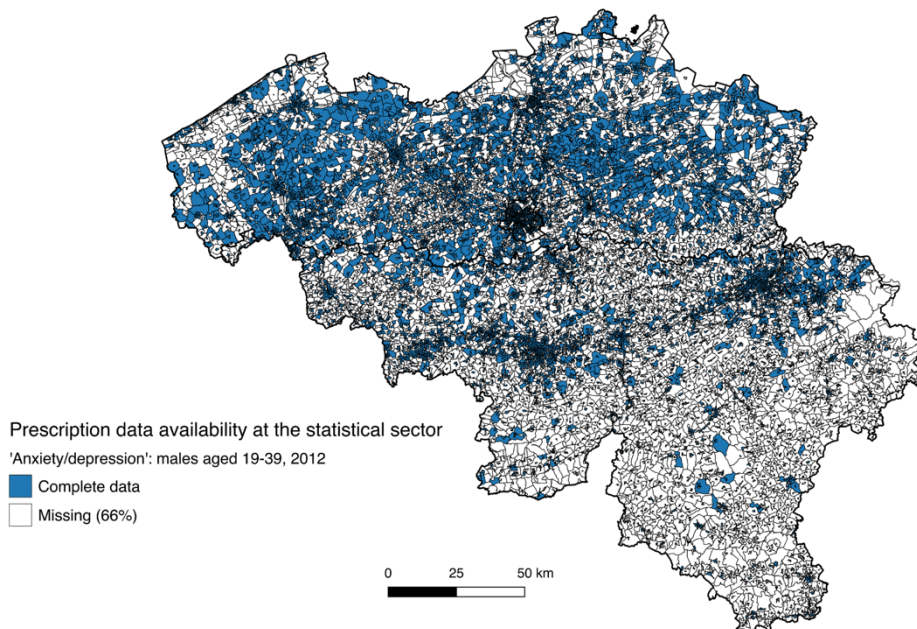 Prescription data availability at the statistical sector
'Anxiety/depression': males aged 19-39, 2012
Complete data
Missing (66%)
0 25 50 km